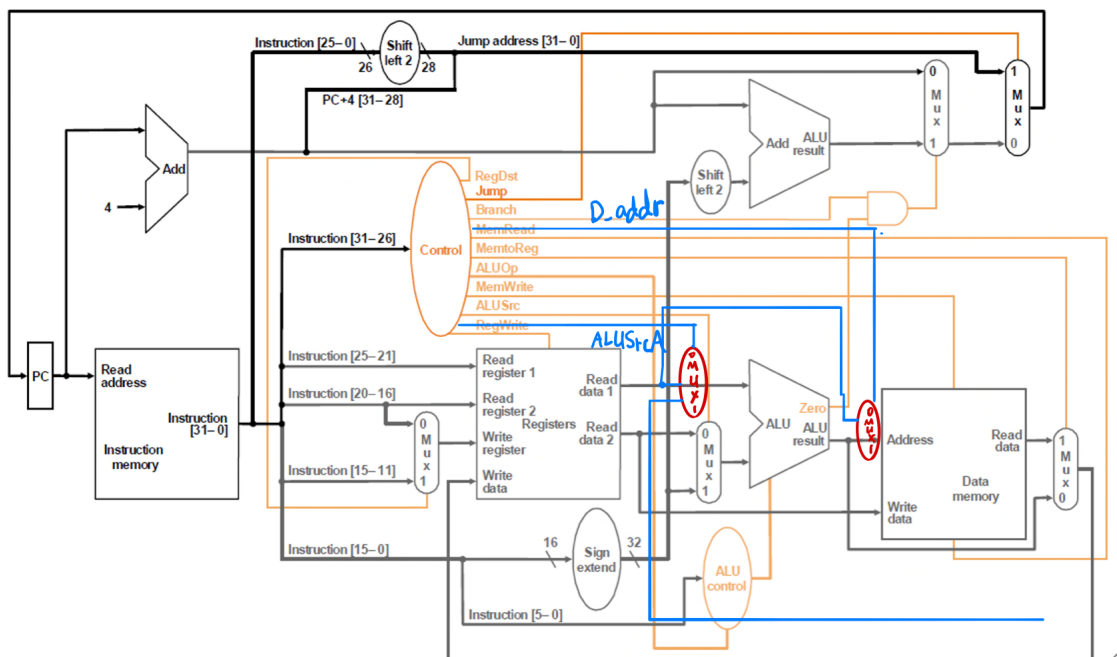 Instruction [25–0]
26
Shift
left 2
28
Jump address [31–0]
PC+4 [31–28]
Add
4
0
M
u
x
1
1
M
u
x
0
Add
ALU
result
Shift
left 2
RegDst
Jump
Branch
MemRead
MemtoReg
ALUOp
MemWrite
ALUSrc
RegWrite
Control
D_addr
ALUSrcA
Instruction [31–26]
PC
Read
address
Instruction
[31–0]
Instruction
memory
Instruction [25–21]
Instruction [20–16]
Instruction [15–11]
Instruction [15–0]
0
M
u
x
1
Read
register 1
Read
register 2
Write
register
Write
data
Registers
Read
data 1
Read
data 2
0
M
U
X
1
0
M
u
x
1
Zero
ALU
ALU
result
0
M
U
X
1
Address
Read
data
Data
memory
Write
data
1
M
u
x
0
16
Sign
extend
32
Instruction [5–0]
ALU
control